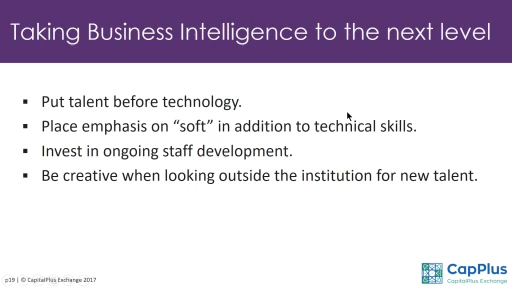 Taking Business Intelligence to the next level
▪ Put talent before technology.
▪ Place emphasis on “soft” in addition to technical skills.
▪ Invest in ongoing staff development.
▪ Be creative when looking outside the institution for new talent.
p19 | © CapitalPlus Exchange 2017
CapPlus
CapitalPlus Exchange